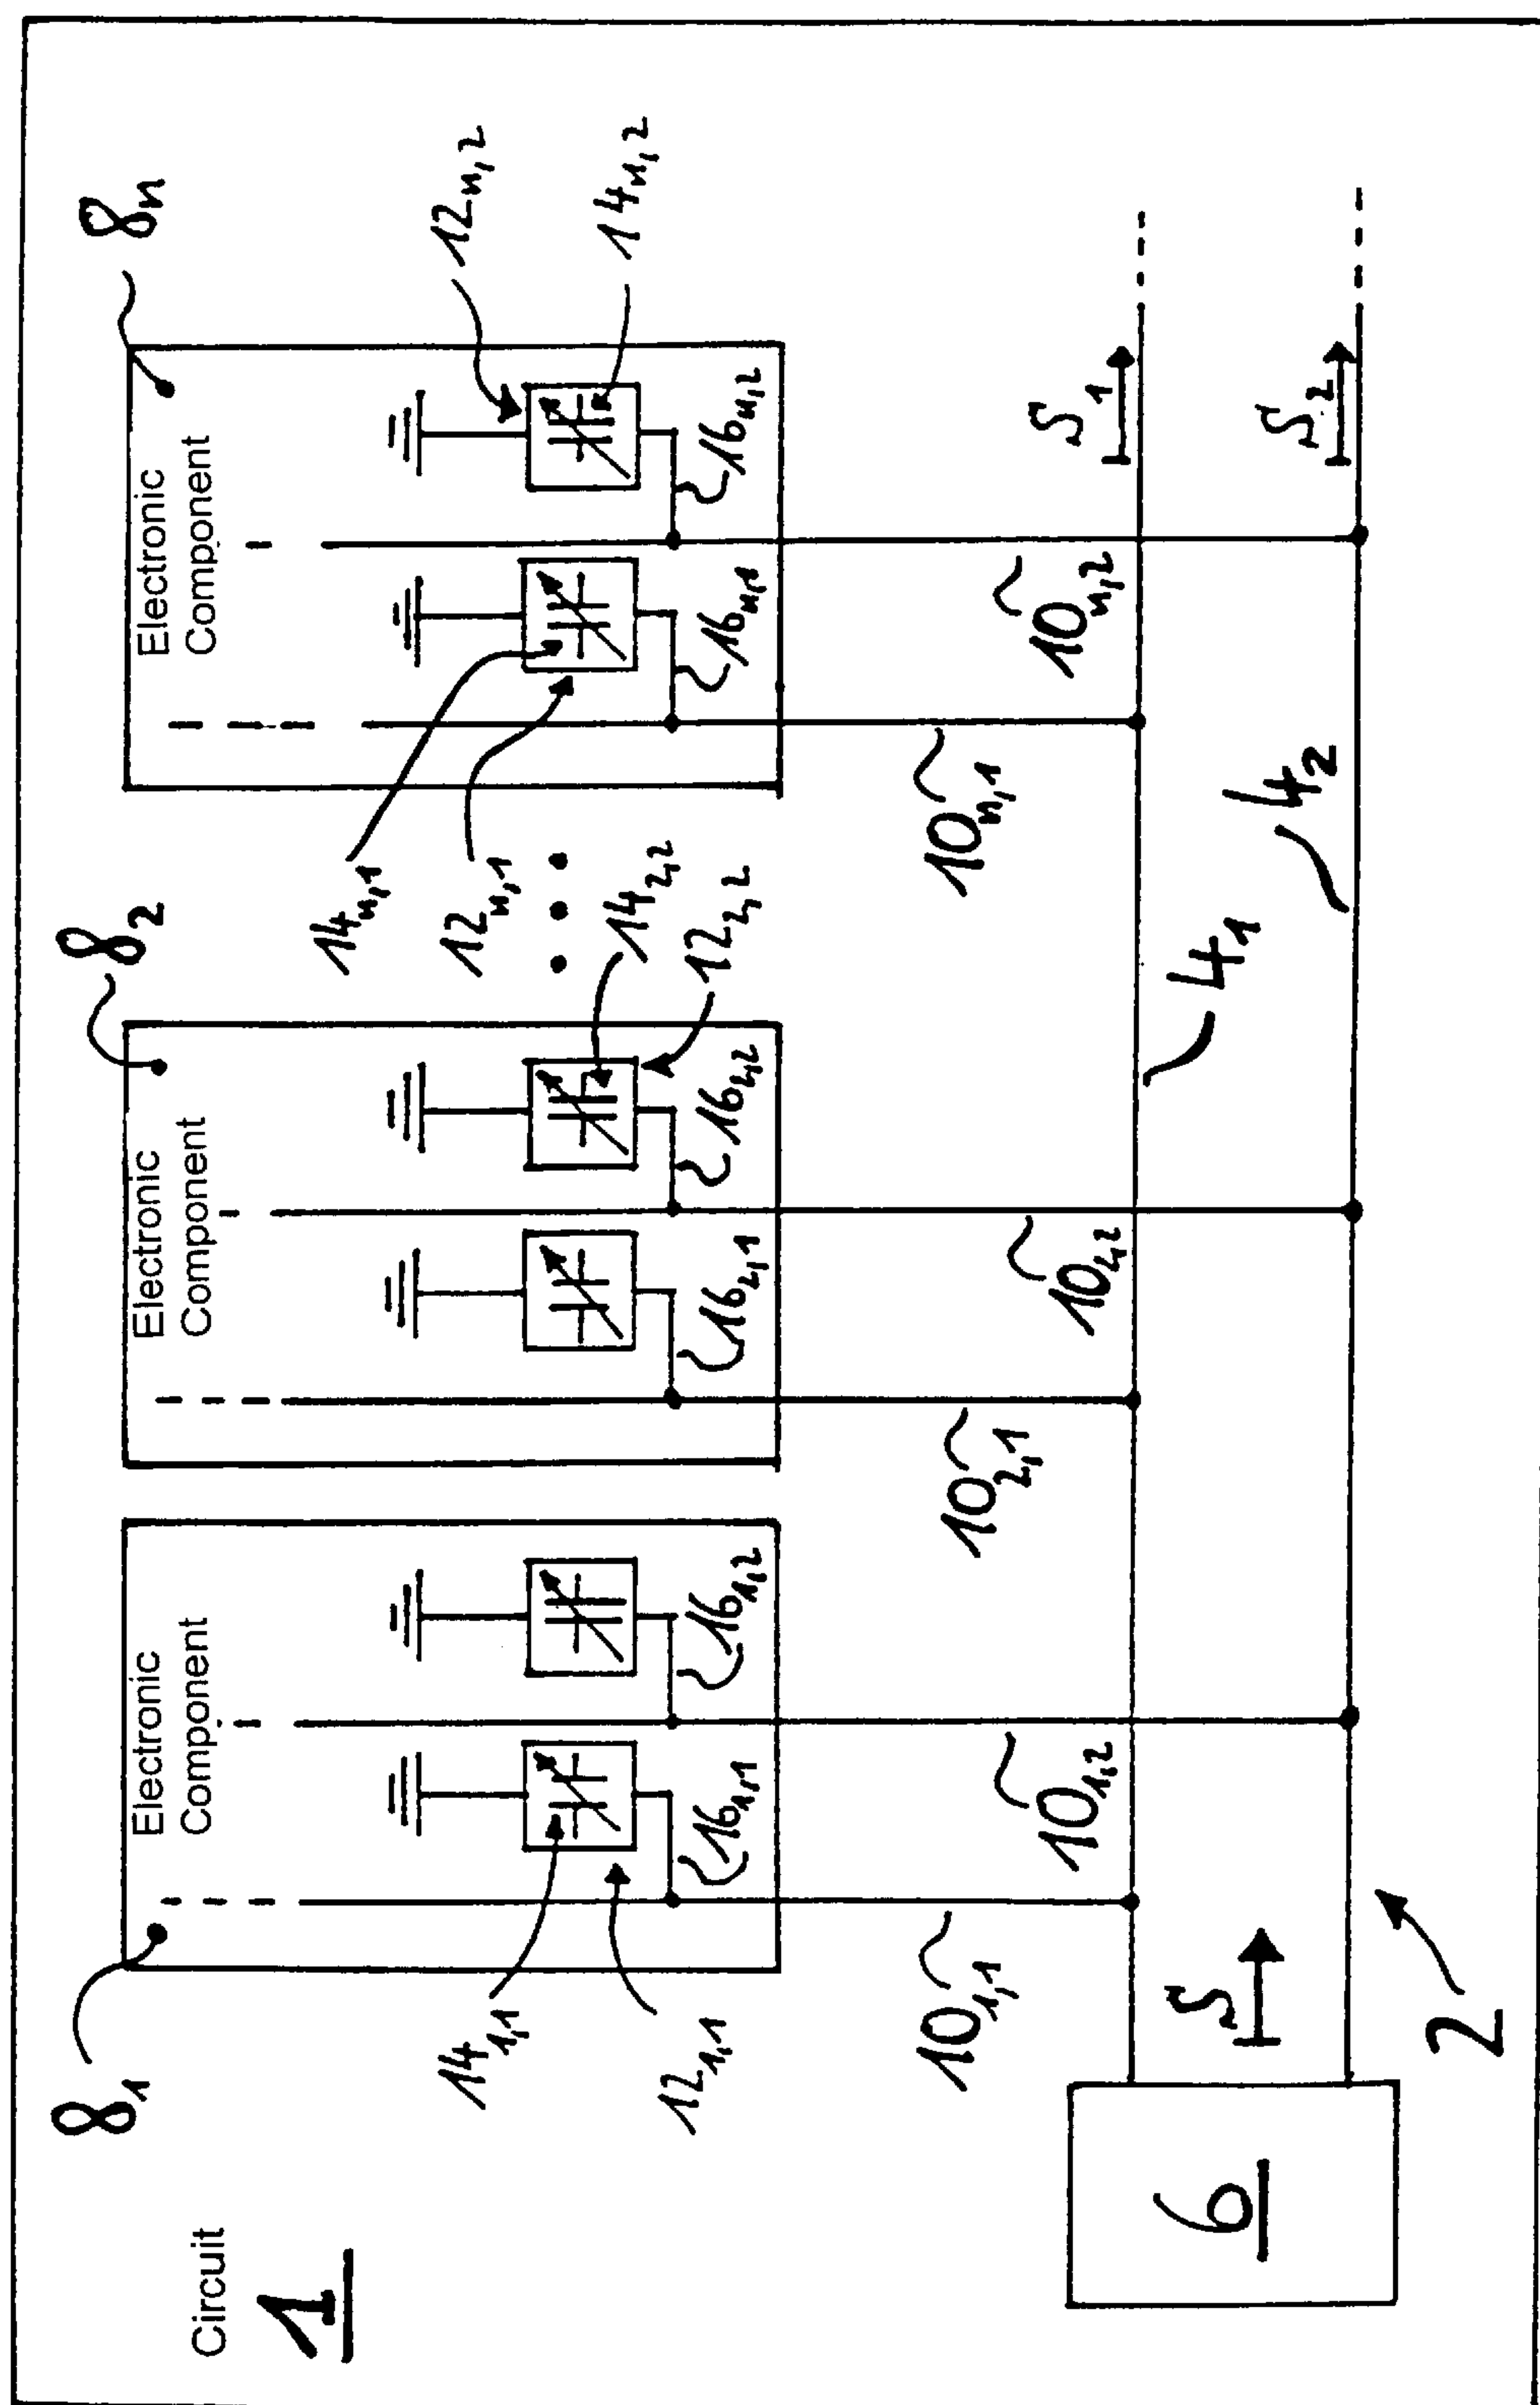 Circuit
1
8₁
8₂
8ₙ
Electronic
Component
Electronic
Component
Electronic
Component
14₁,₁
12₁,₁
14ₙ,₁
12ₙ,₁
14₂,₂
12₂,₂
12ₙ,₂
14ₙ,₂
16₁,₁
16₁,₂
16₂,₁
16₂,₂
16ₙ,₁
16ₙ,₂
10₁,₁
10₁,₂
10₂,₁
10₂,₂
10ₙ,₁
10ₙ,₂
6
S
4₁
4₂
S₁
S₂
2